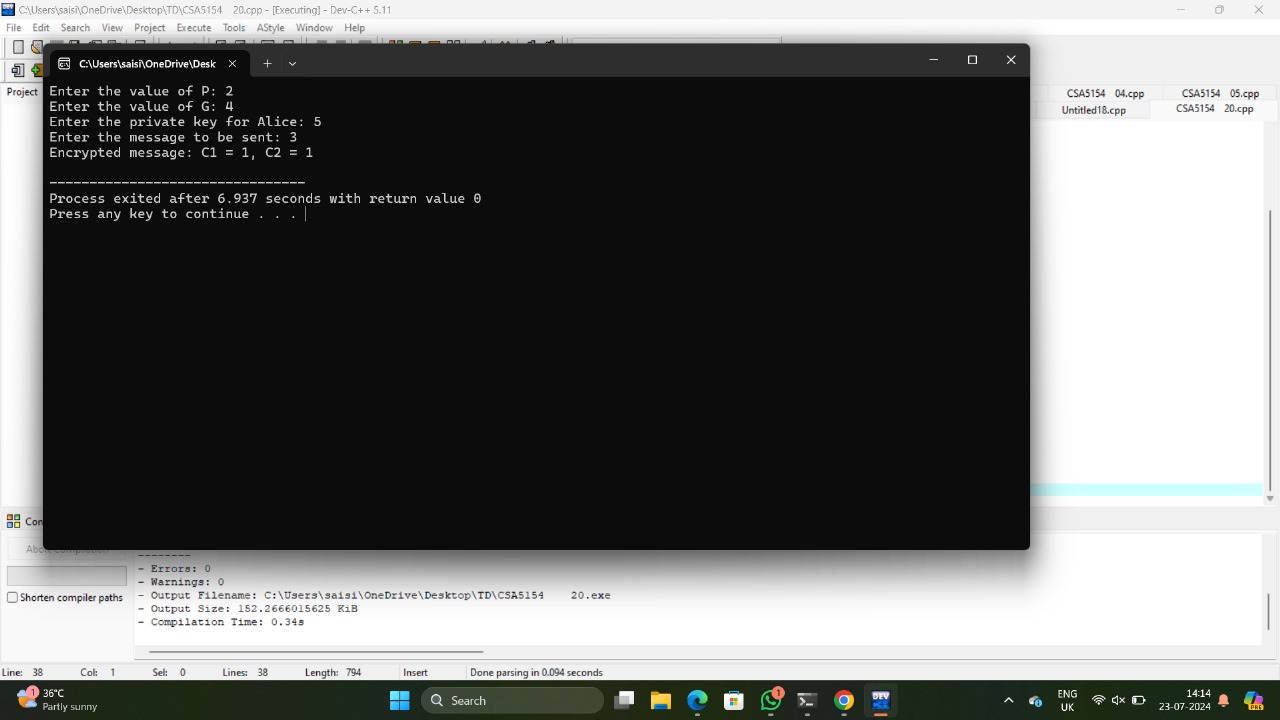 C:\Users\saisi\OneDrive\Desktop\TD\CSA5154    20.cpp - [Executing] - Dev-C++ 5.11
File Edit Search View Project Execute Tools AStyle Window Help
C:\Users\saisi\OneDrive\Desk
Project
CSA5154    04.cpp CSA5154    05.cpp
Untitled18.cpp CSA5154    20.cpp
Enter the value of P: 2
Enter the value of G: 4
Enter the private key for Alice: 5
Enter the message to be sent: 3
Encrypted message: C1 = 1, C2 = 1
--------------------------------
Process exited after 6.937 seconds with return value 0
Press any key to continue . . .
--------
- Errors: 0
- Warnings: 0
- Output Filename: C:\Users\saisi\OneDrive\Desktop\TD\CSA5154    20.exe
- Output Size: 152.2666015625 KiB
- Compilation Time: 0.34s
Shorten compiler paths
Line: 38 Col: 1 Sel: 0 Lines: 38 Length: 794 Insert Done parsing in 0.094 seconds
1
36°C
Partly sunny
Search
1
DEV
ENG
UK
14:14
23-07-2024
PRE